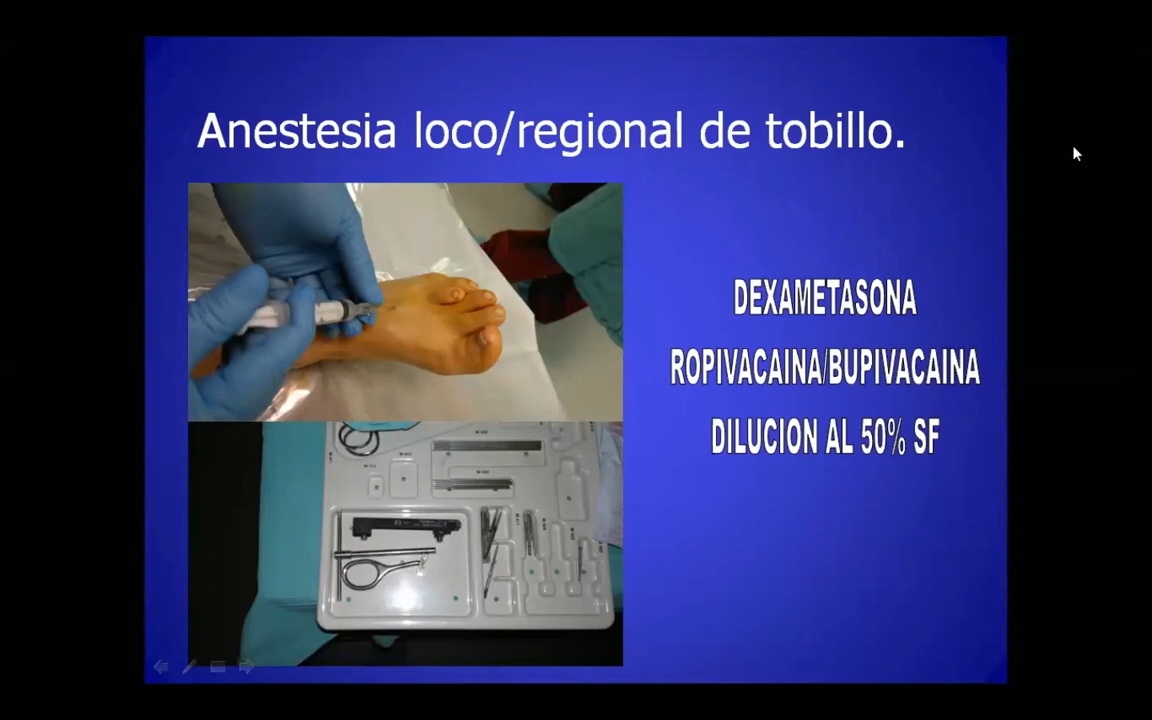 Anestesia loco/regional de tobillo.
DEXAMETASONA
ROPIVACAINA/BUPIVACAINA
DILUCION AL 50% SF